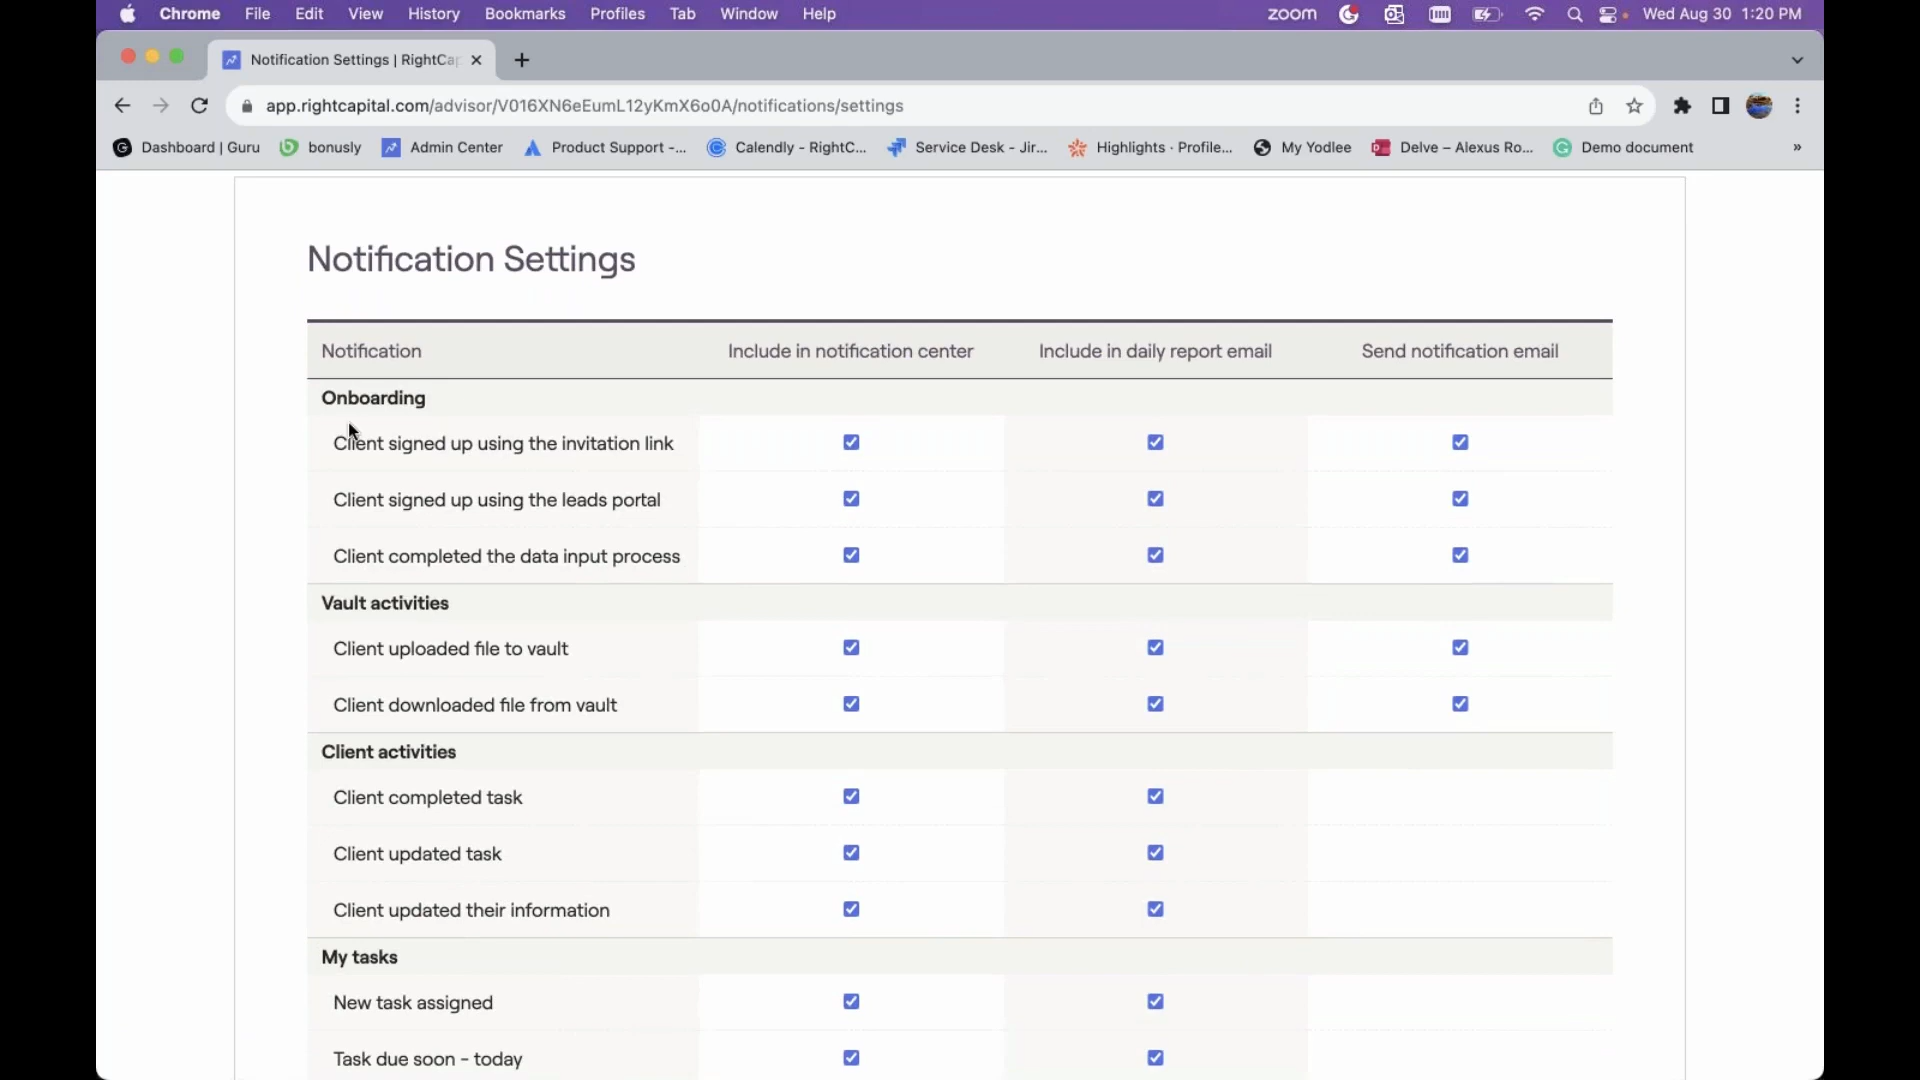 Chrome File Edit View History Bookmarks Profiles Tab Window Help zoom Wed Aug 30 1:20 PM
Notification Settings | RightCa
app.rightcapital.com/advisor/V016XN6eEumL12yKmX6o0A/notifications/settings
Dashboard | Guru bonusly Admin Center Product Support -... Calendly - RightC... Service Desk - Jir... Highlights · Profile... My Yodlee Delve – Alexus Ro... Demo document »
Notification Settings
Notification Include in notification center Include in daily report email Send notification email
Onboarding
Client signed up using the invitation link
Client signed up using the leads portal
Client completed the data input process
Vault activities
Client uploaded file to vault
Client downloaded file from vault
Client activities
Client completed task
Client updated task
Client updated their information
My tasks
New task assigned
Task due soon - today